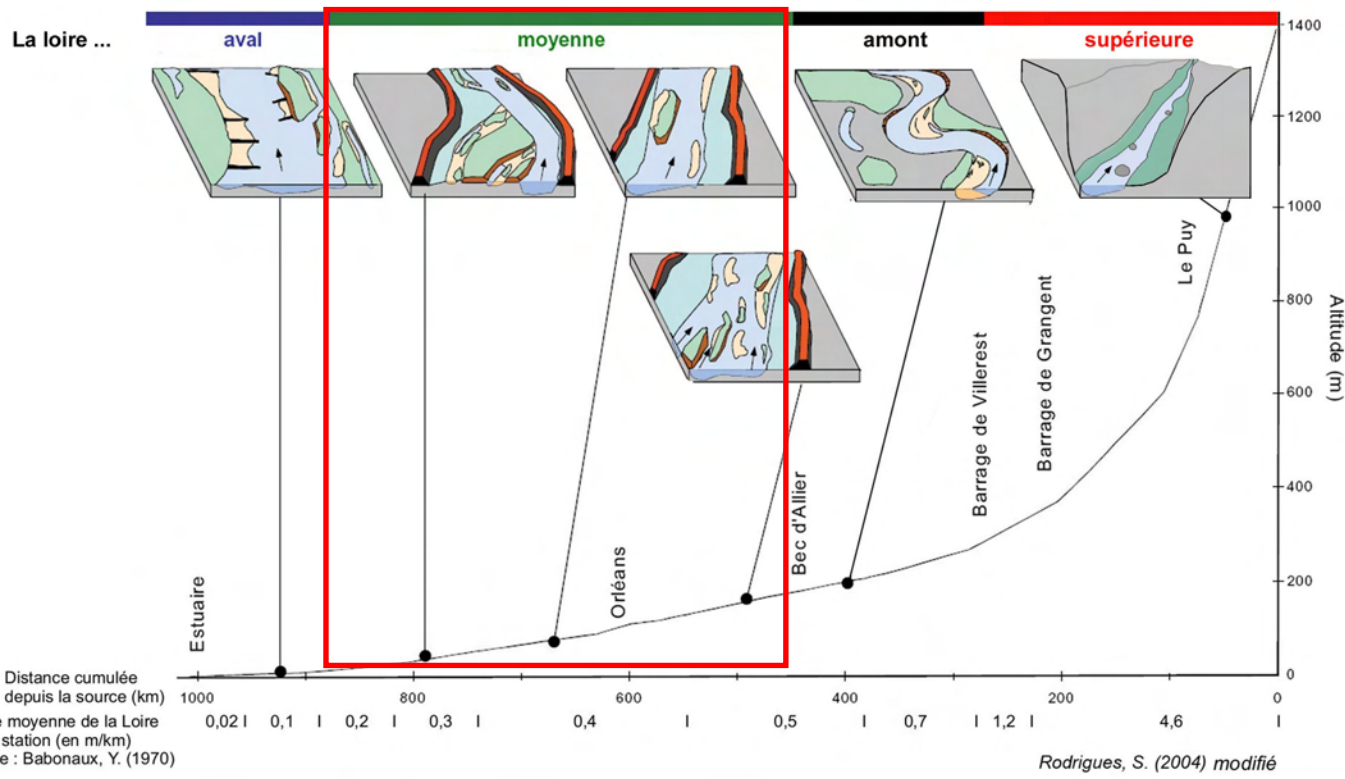 La loire ... aval moyenne amont supérieure
1400
1200
1000
800
600
400
200
0
Altitude (m)
Estuaire
Orléans
Bec d'Allier
Barrage de Villerest
Barrage de Grangent
Le Puy
Distance cumulée
depuis la source (km)
1000 800 600 400 200 0
e moyenne de la Loire
station (en m/km)
0,02 I 0,1 I 0,2 I 0,3 I 0,4 I 0,5 I 0,7 I 1,2 I 4,6 I
e : Babonaux, Y. (1970)
Rodrigues, S. (2004) modifié